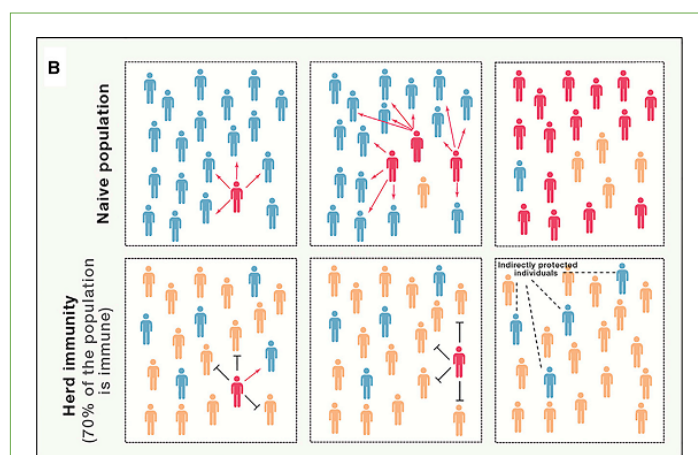 B
Naive population
Herd immunity
(70% of the population
is immune)
Indirectly protected
individuals